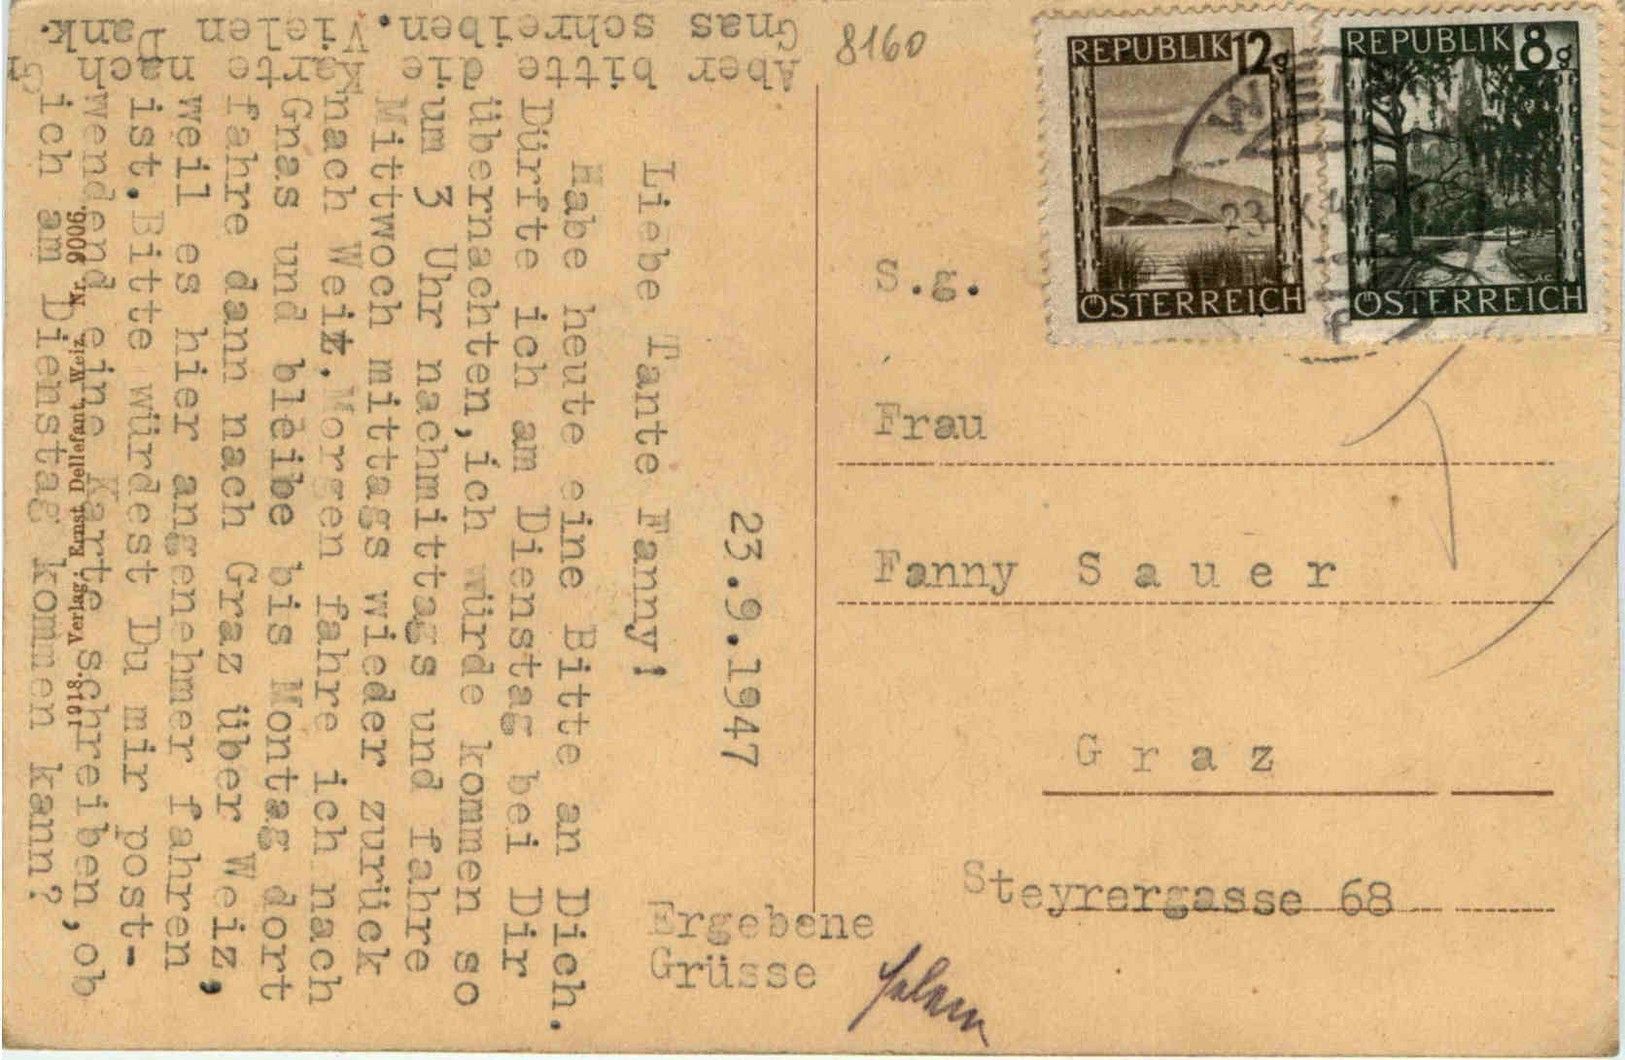 23.9.1947
Liebe Tante Fanny!
Habe heute eine Bitte an Dich.
Dürfte ich am Dienstag bei Dir
übernachten,ich würde kommen so
um 3 Uhr nachmittags und fahre
Mittwoch mittags wieder zurück
nach Weiz.Morgen fahre ich nach
Gnas und bleibe bis Montag dort
fahre dann nach Graz über Weiz,
weil es hier angenehmer fahren
ist.Bitte würdest Du mir post-
wendend eine Karte schreiben,ob
ich am Dienstag kommen kann?
Aber bitte die Karte nach
Gnas schreiben.Vielen Dank.
Ergebene
Grüsse
1918. Verlag: Ernst Dellefant, Weiz. Nr. 9006.
8160
REPUBLIK 12g
ÖSTERREICH
REPUBLIK 8g
ÖSTERREICH
S.g.
Frau
Fanny S a u e r
G r a z
Steyrergasse 68